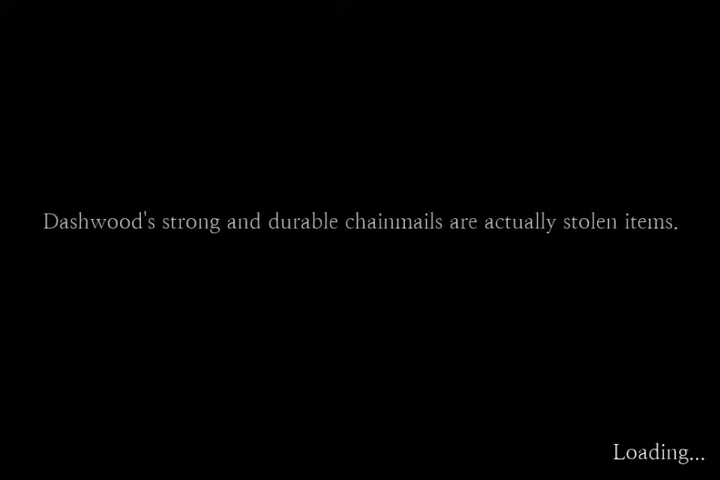 Dashwood's strong and durable chainmails are actually stolen items.
Loading...